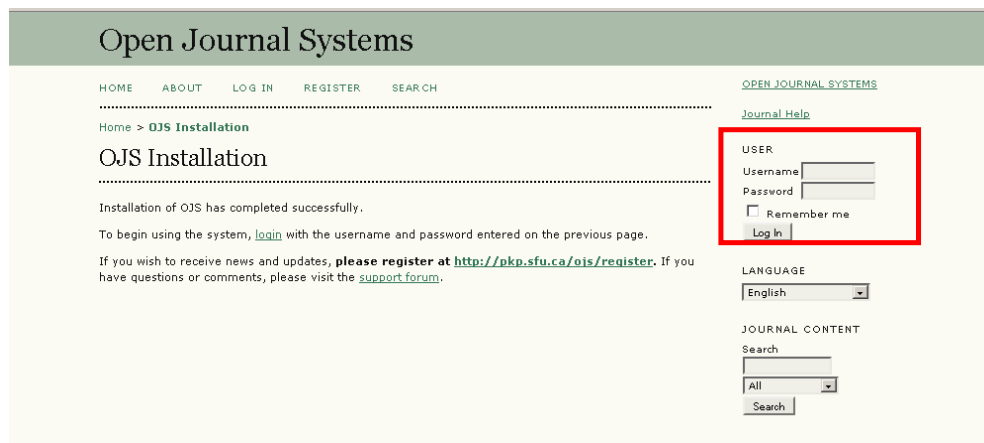 Open Journal Systems
HOME ABOUT LOG IN REGISTER SEARCH
Home > OJS Installation
OJS Installation
Installation of OJS has completed successfully.
To begin using the system, login with the username and password entered on the previous page.
If you wish to receive news and updates, please register at http://pkp.sfu.ca/ojs/register. If you
have questions or comments, please visit the support forum.
OPEN JOURNAL SYSTEMS
Journal Help
USER
Username
Password
Remember me
Log In
LANGUAGE
English
JOURNAL CONTENT
Search
All
Search